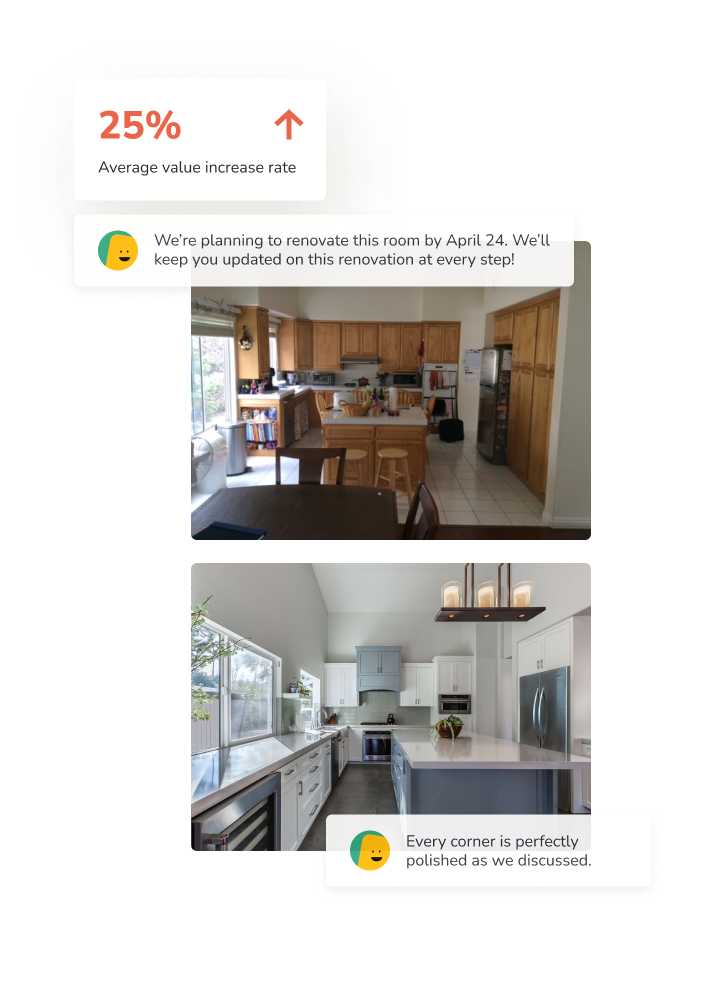 25%
Average value increase rate
We’re planning to renovate this room by April 24. We’ll
keep you updated on this renovation at every step!
Every corner is perfectly
polished as we discussed.